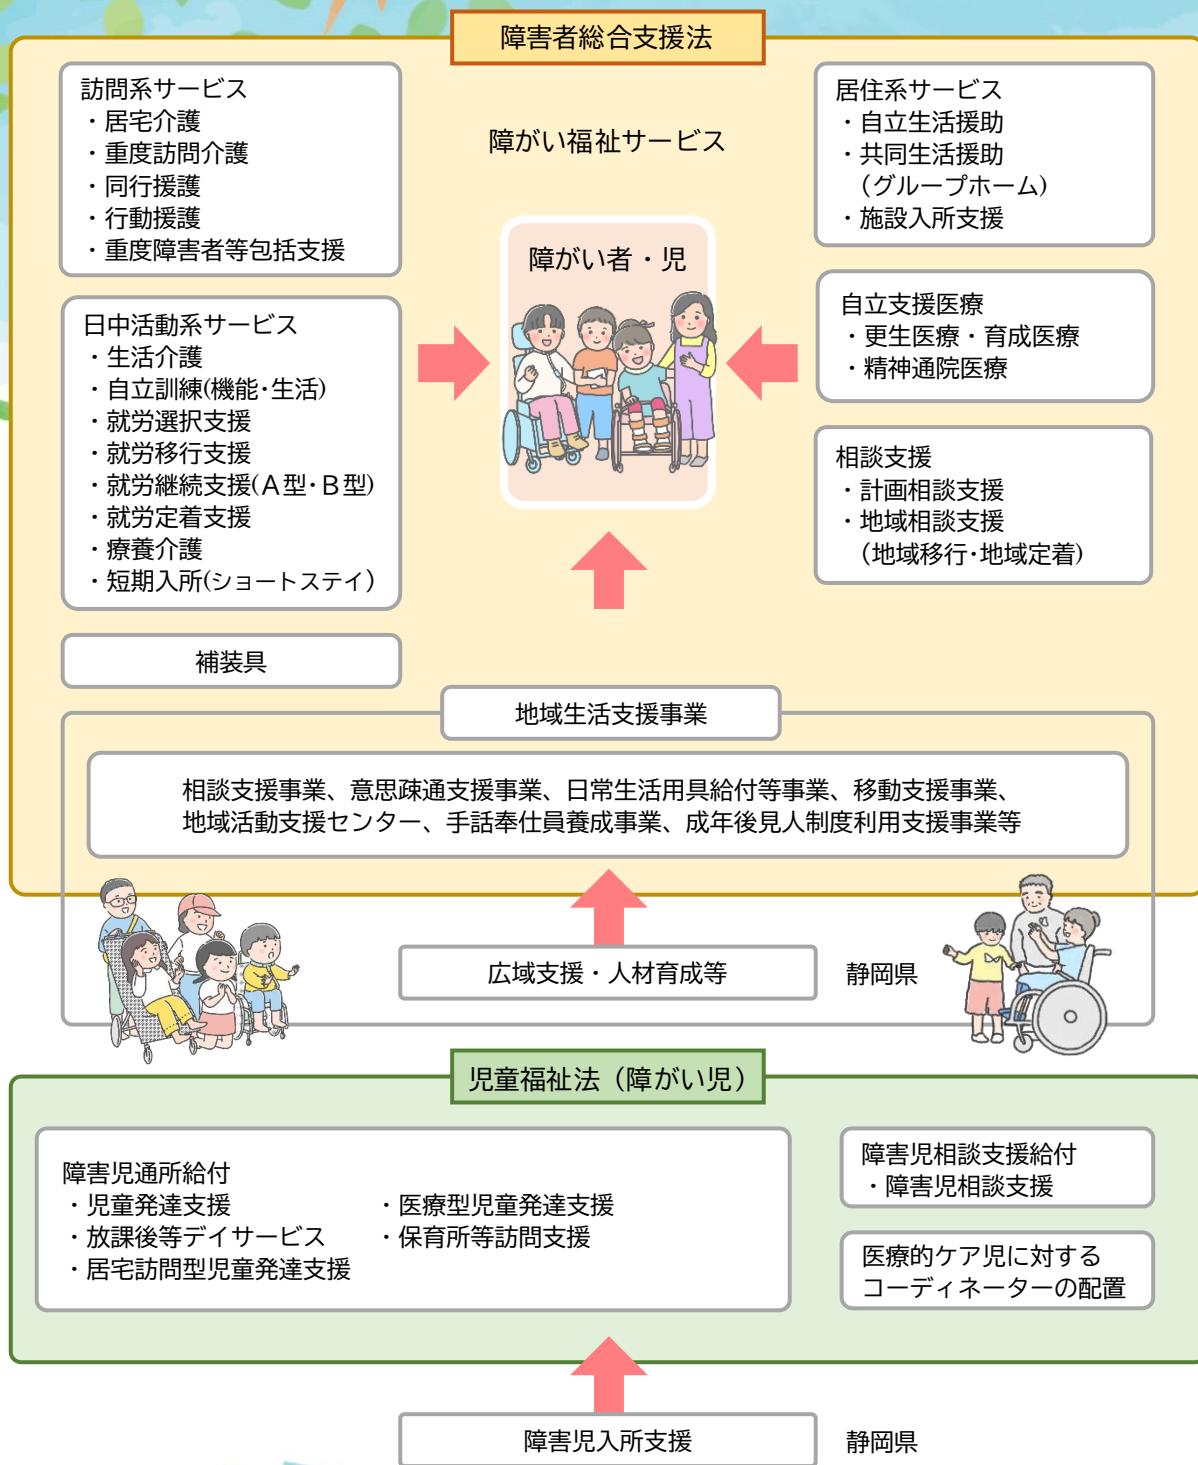 障害者総合支援法
訪問系サービス
・居宅介護
・重度訪問介護
・同行援護
・行動援護
・重度障害者等包括支援
障がい福祉サービス
居住系サービス
・自立生活援助
・共同生活援助
（グループホーム）
・施設入所支援
障がい者・児
日中活動系サービス
・生活介護
・自立訓練(機能・生活)
・就労選択支援
・就労移行支援
・就労継続支援(Ａ型・Ｂ型)
・就労定着支援
・療養介護
・短期入所(ショートステイ）
自立支援医療
・更生医療・育成医療
・精神通院医療
相談支援
・計画相談支援
・地域相談支援
（地域移行・地域定着）
補装具
地域生活支援事業
相談支援事業、意思疎通支援事業、日常生活用具給付等事業、移動支援事業、
地域活動支援センター、手話奉仕員養成事業、成年後見人制度利用支援事業等
広域支援・人材育成等
静岡県
児童福祉法（障がい児）
障害児通所給付
・児童発達支援
・医療型児童発達支援
・放課後等デイサービス
・保育所等訪問支援
・居宅訪問型児童発達支援
障害児相談支援給付
・障害児相談支援
医療的ケア児に対する
コーディネーターの配置
障害児入所支援
静岡県